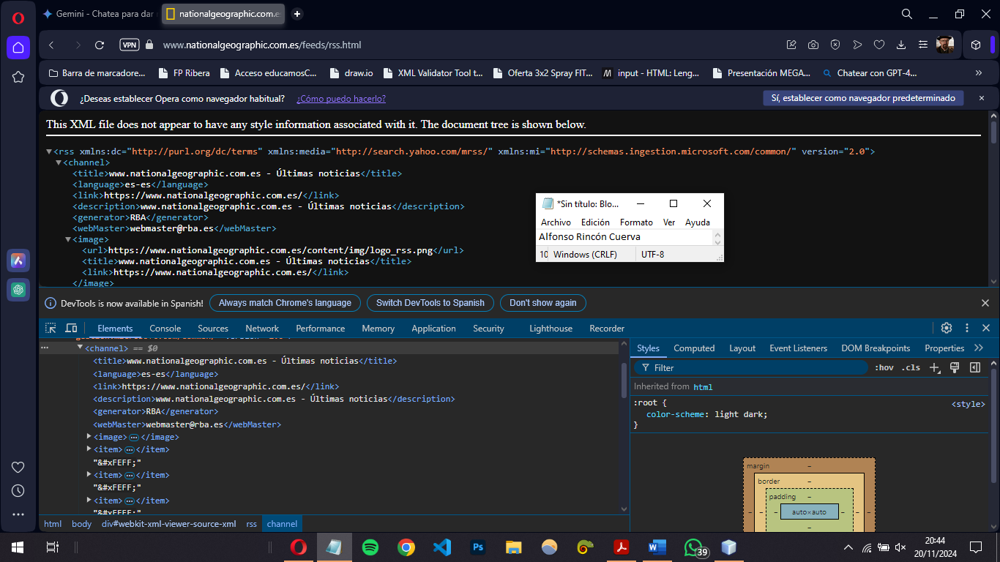 Gemini - Chatea para dar
nationalgeographic.com.e
VPN
www.nationalgeographic.com.es/feeds/rss.html
Barra de marcadore...
FP Ribera
Acceso educamosC...
draw.io
XML Validator Tool t...
Oferta 3x2 Spray FIT...
input - HTML: Leng...
Presentación MEGA...
Chatear con GPT-4...
¿Deseas establecer Opera como navegador habitual?
¿Cómo puedo hacerlo?
Sí, establecer como navegador predeterminado
This XML file does not appear to have any style information associated with it. The document tree is shown below.
<rss xmlns:dc="http://purl.org/dc/terms" xmlns:media="http://search.yahoo.com/mrss/" xmlns:mi="http://schemas.ingestion.microsoft.com/common/" version="2.0">
<channel>
<title>www.nationalgeographic.com.es - Últimas noticias</title>
<language>es-es</language>
<link>https://www.nationalgeographic.com.es/</link>
<description>www.nationalgeographic.com.es - Últimas noticias</description>
<generator>RBA</generator>
<webMaster>webmaster@rba.es</webMaster>
<image>
<url>https://www.nationalgeographic.com.es/content/img/logo_rss.png</url>
<title>www.nationalgeographic.com.es - Últimas noticias</title>
<link>https://www.nationalgeographic.com.es/</link>
</image>
*Sin título: Blo...
Archivo Edición Formato Ver Ayuda
Alfonso Rincón Cuerva
10 Windows (CRLF) UTF-8
DevTools is now available in Spanish!
Always match Chrome's language
Switch DevTools to Spanish
Don't show again
Elements Console Sources Network Performance Memory Application Security Lighthouse Recorder
<channel> == $0
<title>www.nationalgeographic.com.es - Últimas noticias</title>
<language>es-es</language>
<link>https://www.nationalgeographic.com.es/</link>
<description>www.nationalgeographic.com.es - Últimas noticias</description>
<generator>RBA</generator>
<webMaster>webmaster@rba.es</webMaster>
<image>…</image>
<item>…</item>
"&#xFEFF;"
<item>…</item>
"&#xFEFF;"
<item>…</item>
"&#xFEFF;"
html body div#webkit-xml-viewer-source-xml rss channel
Styles Computed Layout Event Listeners DOM Breakpoints Properties
Filter
:hov .cls
Inherited from html
:root {
<style>
color-scheme: light dark;
}
margin
border
padding
auto×auto
Ps
39
20:44
20/11/2024